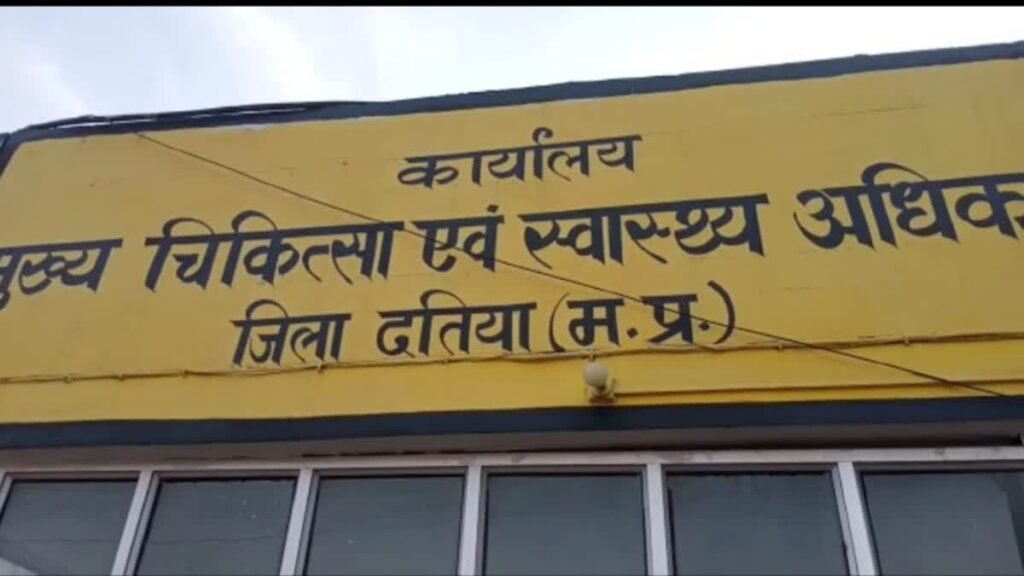 कार्यालय
मुख्य चिकित्सा एवं स्वास्थ्य अधिक
जिला दतिया (म.प्र.)